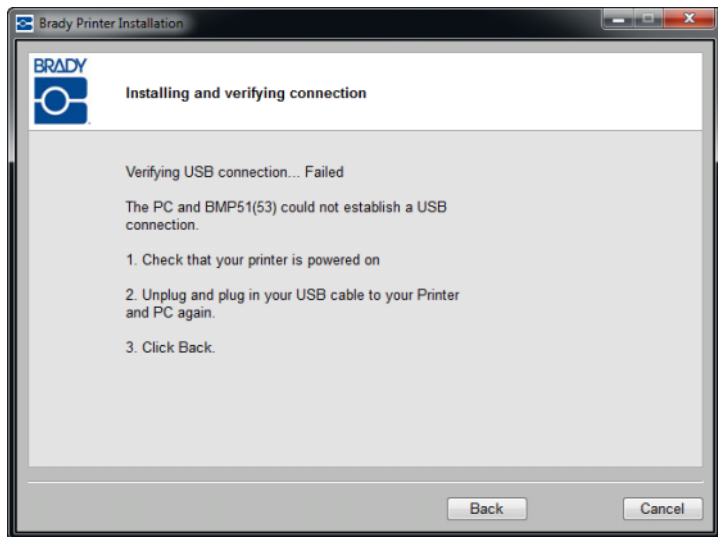 Brady Printer Installation
BRADY
Installing and verifying connection
Verifying USB connection... Failed
The PC and BMP51(53) could not establish a USB
connection.
1. Check that your printer is powered on
2. Unplug and plug in your USB cable to your Printer
and PC again.
3. Click Back.
Back
Cancel